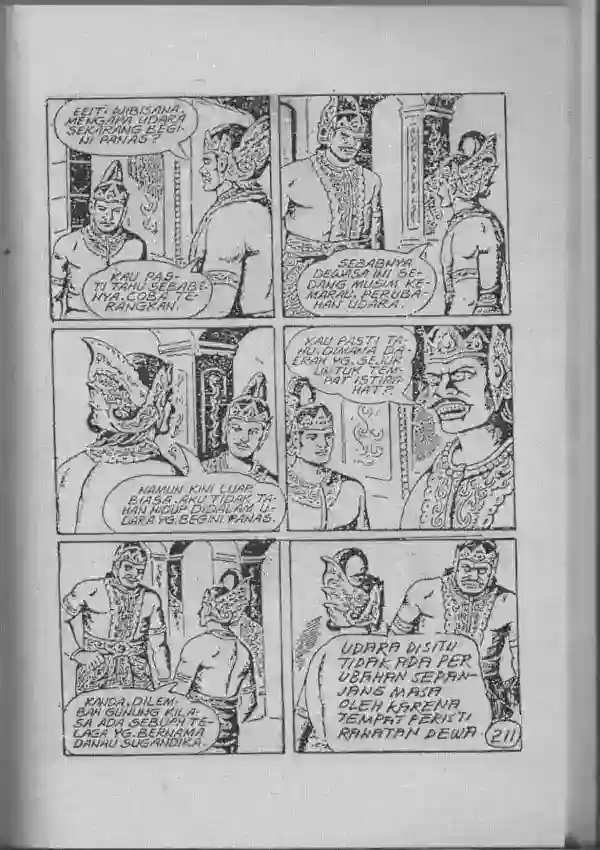 EEIT! WIBISANA.
MENGAPA UDARA
SEKARANG BEGI-
NI PANAS?
KAU PAS-
TI TAHU SEBABE-
NYA. COBA TE-
RANGKAN.
SEBABNYA
DEWASA INI SE-
DANG MUSIM KE-
MARAU, PERUBA-
HAN UDARA.
NAMUN KINI LUAR
BIASA. AKU TIDAK TA-
HAN HIDUP DIDALAM U-
DARA YG. BEGINI PANAS.
KAU PASTI TA-
HU. DIMANA DA-
ERAH YG. SEJUK
UNTUK TEM-
PAT ISTIRA-
HAT?
KANDA, DILEM-
BAH GUNUNG KILA-
SA ADA SEBUAH TE-
LAGA YG. BERNAMA
DANAU SUGANDIKA.
UDARA DISITU
TIDAK ADA PER
UBAHAN SEPAN-
JANG MASA
OLEH KARENA
TEMPAT PERISTI
RAHATAN DEWA.
211